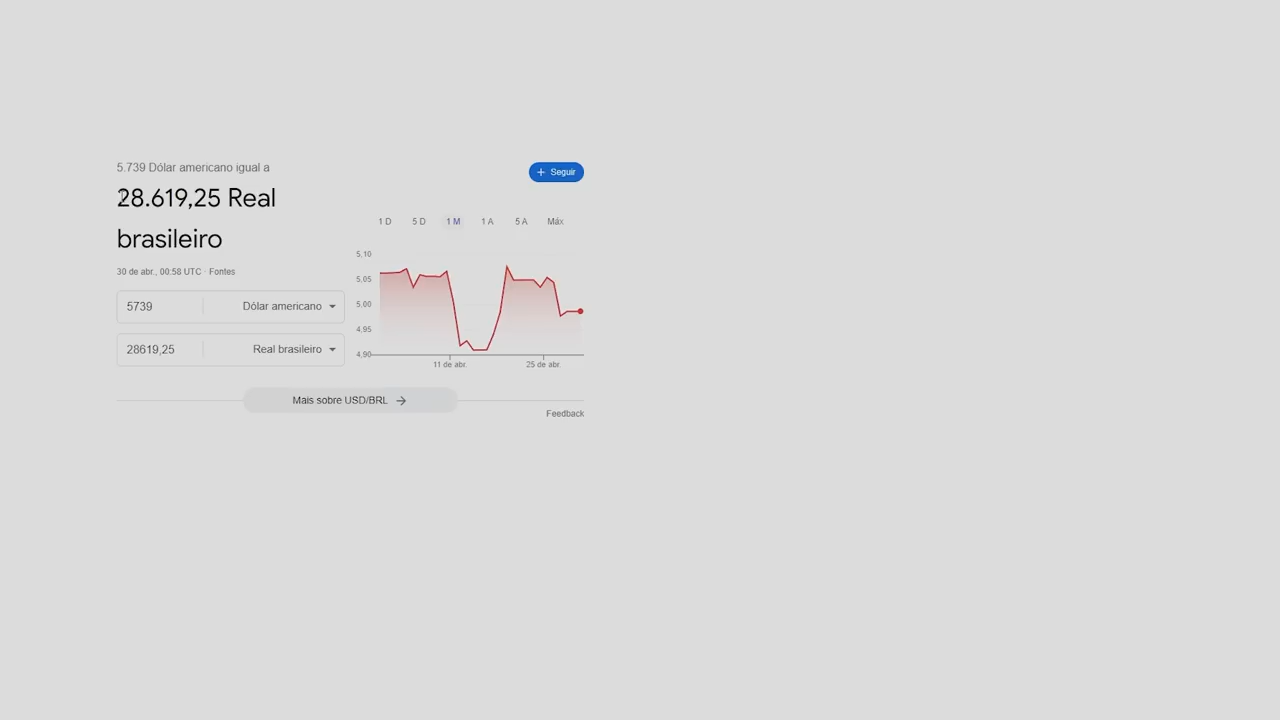 5.739 Dólar americano igual a
28.619,25 Real
brasileiro
30 de abr., 00:58 UTC · Fontes
5739 Dólar americano
28619,25 Real brasileiro
Seguir
1 D 5 D 1 M 1 A 5 A Máx
5,10
5,05
5,00
4,95
4,90
11 de abr. 25 de abr.
Mais sobre USD/BRL
Feedback